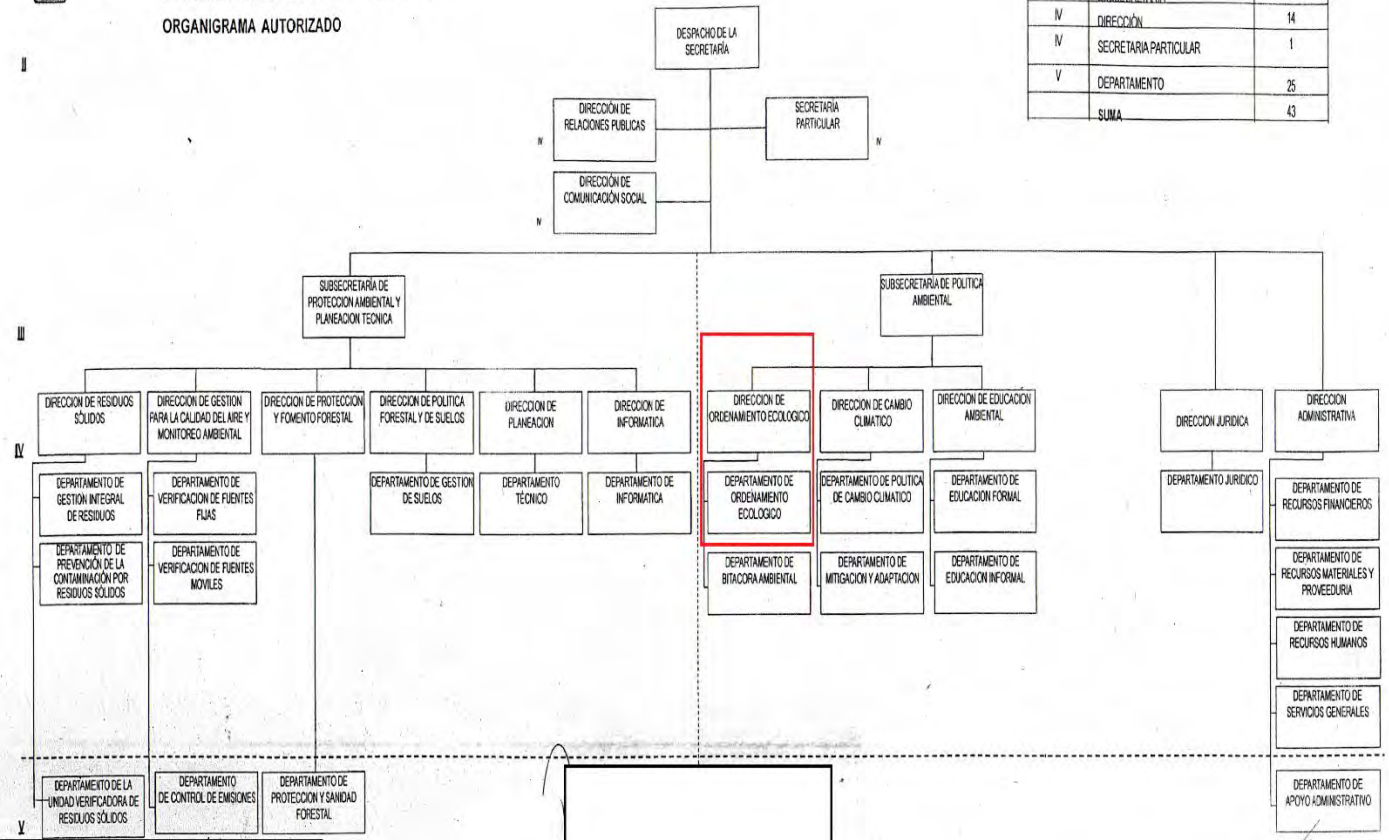 ORGANIGRAMA AUTORIZADO
IV DIRECCIÓN 14
IV SECRETARIA PARTICULAR 1
V DEPARTAMENTO 25
SUMA 43
II
DESPACHO DE LA
SECRETARÍA
DIRECCIÓN DE
RELACIONES PUBLICAS
IV
SECRETARÍA
PARTICULAR
IV
DIRECCIÓN DE
COMUNICACIÓN SOCIAL
IV
SUBSECRETARÍA DE
PROTECCION AMBIENTAL Y
PLANEACION TECNICA
SUBSECRETARÍA DE POLITICA
AMBIENTAL
III
DIRECCION DE RESIDUOS
SÓLIDOS
DIRECCION DE GESTION
PARA LA CALIDAD DEL AIRE Y
MONITOREO AMBIENTAL
DIRECCION DE PROTECCION
Y FOMENTO FORESTAL
DIRECCION DE POLITICA
FORESTAL Y DE SUELOS
DIRECCION DE
PLANEACION
DIRECCION DE
INFORMATICA
DIRECCION DE
ORDENAMIENTO ECOLOGICO
DIRECCION DE CAMBIO
CLIMATICO
DIRECCION DE EDUCACION
AMBIENTAL
DIRECCION JURIDICA
DIRECCION
ADMINISTRATIVA
IV
DEPARTAMENTO DE
GESTION INTEGRAL
DE RESIDUOS
DEPARTAMENTO DE
VERIFICACION DE FUENTES
FIJAS
DEPARTAMENTO DE GESTION
DE SUELOS
DEPARTAMENTO
TÉCNICO
DEPARTAMENTO DE
INFORMATICA
DEPARTAMENTO DE
ORDENAMIENTO
ECOLOGICO
DEPARTAMENTO DE POLITICA
DE CAMBIO CLIMATICO
DEPARTAMENTO DE
EDUCACION FORMAL
DEPARTAMENTO JURIDICO
DEPARTAMENTO DE
RECURSOS FINANCIEROS
DEPARTAMENTO DE
PREVENCIÓN DE LA
CONTAMINACIÓN POR
RESIDUOS SÓLIDOS
DEPARTAMENTO DE
VERIFICACION DE FUENTES
MOVILES
DEPARTAMENTO DE
BITACORA AMBIENTAL
DEPARTAMENTO DE
MITIGACION Y ADAPTACION
DEPARTAMENTO DE
EDUCACION INFORMAL
DEPARTAMENTO DE
RECURSOS MATERIALES Y
PROVEEDURIA
DEPARTAMENTO DE
RECURSOS HUMANOS
DEPARTAMENTO DE
SERVICIOS GENERALES
DEPARTAMENTO DE LA
UNIDAD VERIFICADORA DE
RESIDUOS SÓLIDOS
DEPARTAMENTO
DE CONTROL DE EMISIONES
DEPARTAMENTO DE
PROTECCION Y SANIDAD
FORESTAL
DEPARTAMENTO DE
APOYO ADMINISTRATIVO
V